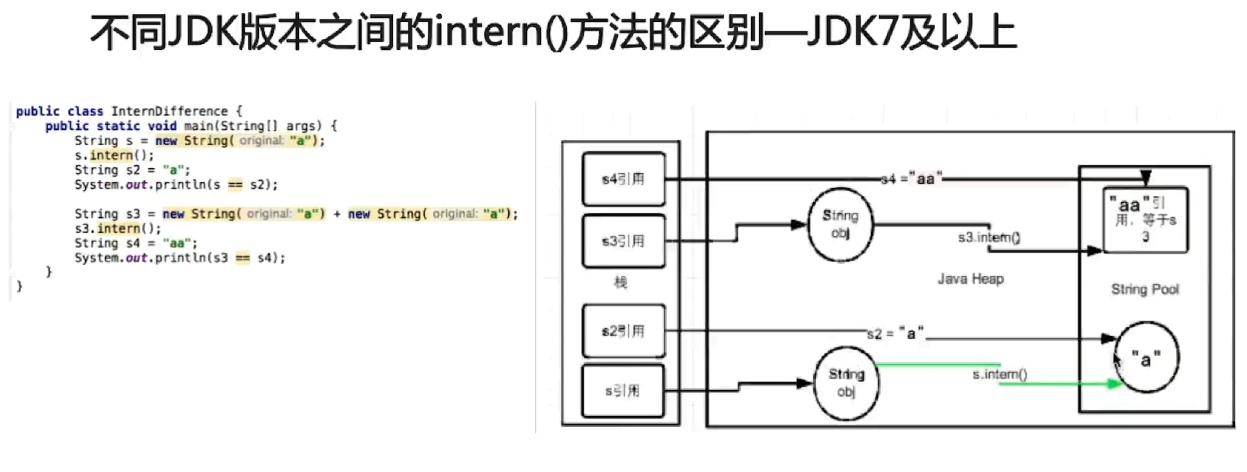 不同JDK版本之间的intern()方法的区别—JDK7及以上
public class InternDifference {
public static void main(String[] args) {
String s = new String( original: "a");
s.intern();
String s2 = "a";
System.out.println(s == s2);
String s3 = new String( original: "a") + new String( original: "a");
s3.intern();
String s4 = "aa";
System.out.println(s3 == s4);
}
}
s4引用
s4 ="aa"
"aa"引
用，等于s
3
s3引用
String
obj
s3.intern()
栈
Java Heap
String Pool
s2引用
s2 = "a"
"a"
s引用
String
obj
s.intern()